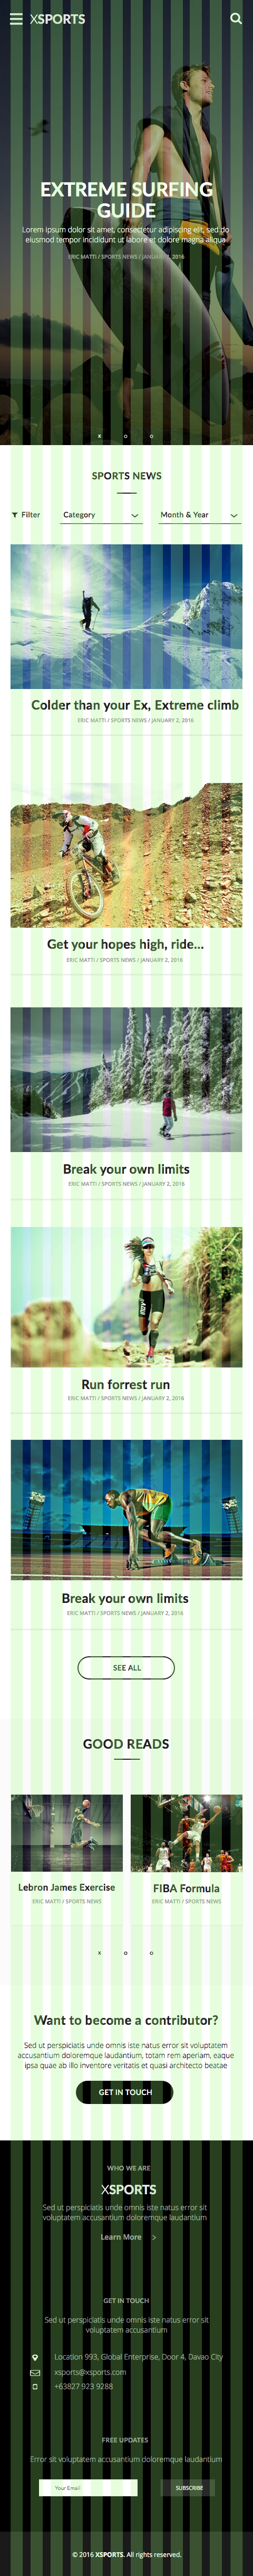 XSPORTS
EXTREME SURFING
GUIDE
Lorem ipsum dolor sit amet, consectetur adipiscing elit, sed do
eiusmod tempor incididunt ut labore et dolore magna aliqua
ERIC MATTI / SPORTS NEWS / JANUARY 2, 2016
x o o
SPORTS NEWS
Filter Category Month & Year
Colder than your Ex, Extreme climb
ERIC MATTI / SPORTS NEWS / JANUARY 2, 2016
Get your hopes high, ride...
ERIC MATTI / SPORTS NEWS / JANUARY 2, 2016
Break your own limits
ERIC MATTI / SPORTS NEWS / JANUARY 2, 2016
Run forrest run
ERIC MATTI / SPORTS NEWS / JANUARY 2, 2016
Break your own limits
ERIC MATTI / SPORTS NEWS / JANUARY 2, 2016
SEE ALL
GOOD READS
Lebron James Exercise
ERIC MATTI / SPORTS NEWS
FIBA Formula
ERIC MATTI / SPORTS NEWS
x o o
Want to become a contributor?
Sed ut perspiciatis unde omnis iste natus error sit voluptatem
accusantium doloremque laudantium, totam rem aperiam, eaque
ipsa quae ab illo inventore veritatis et quasi architecto beatae
GET IN TOUCH
WHO WE ARE
XSPORTS
Sed ut perspiciatis unde omnis iste natus error sit
voluptatem accusantium doloremque laudantium
Learn More >
GET IN TOUCH
Sed ut perspiciatis unde omnis iste natus error sit
voluptatem accusantium
Location 993, Global Enterprise, Door 4, Davao City
xsports@xsports.com
+63827 923 9288
FREE UPDATES
Error sit voluptatem accusantium doloremque laudantium
Your Email SUBSCRIBE
© 2016 XSPORTS. All rights reserved.